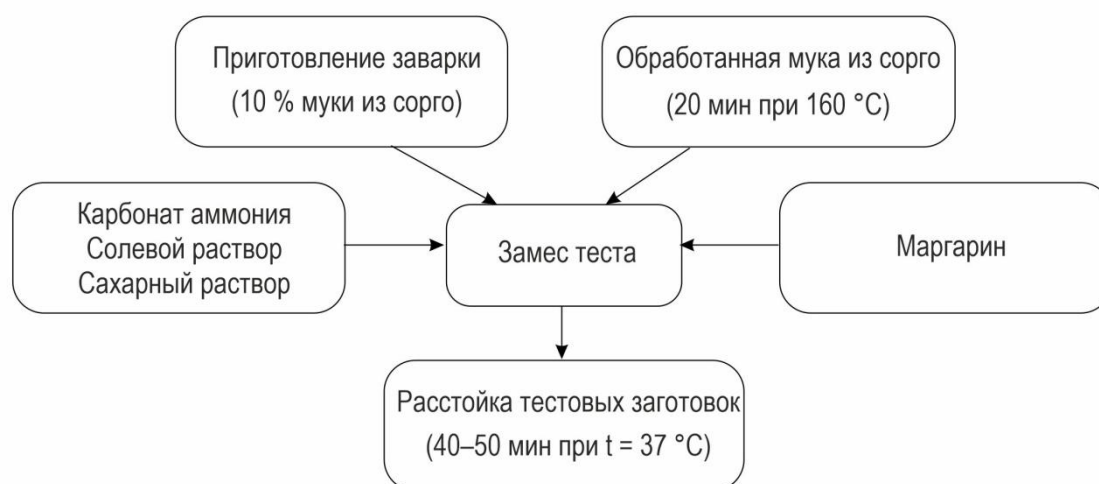 Приготовление заварки
(10 % муки из сорго)
Обработанная мука из сорго
(20 мин при 160 °C)
Карбонат аммония
Солевой раствор
Сахарный раствор
Замес теста
Маргарин
Расстойка тестовых заготовок
(40–50 мин при t = 37 °C)